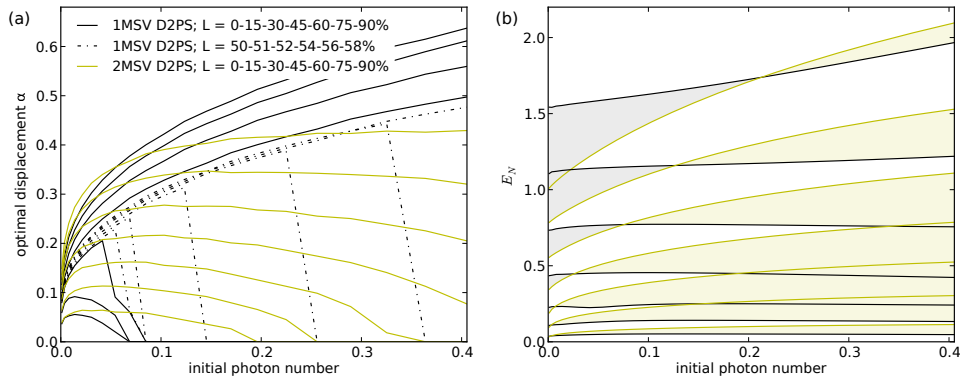 (a)
1MSV D2PS; L = 0-15-30-45-60-75-90%
1MSV D2PS; L = 50-51-52-54-56-58%
2MSV D2PS; L = 0-15-30-45-60-75-90%
optimal displacement α
0.6
0.5
0.4
0.3
0.2
0.1
0.0
0.0 0.1 0.2 0.3 0.4
initial photon number
(b)
E_N
2.0
1.5
1.0
0.5
0.0
0.0 0.1 0.2 0.3 0.4
initial photon number